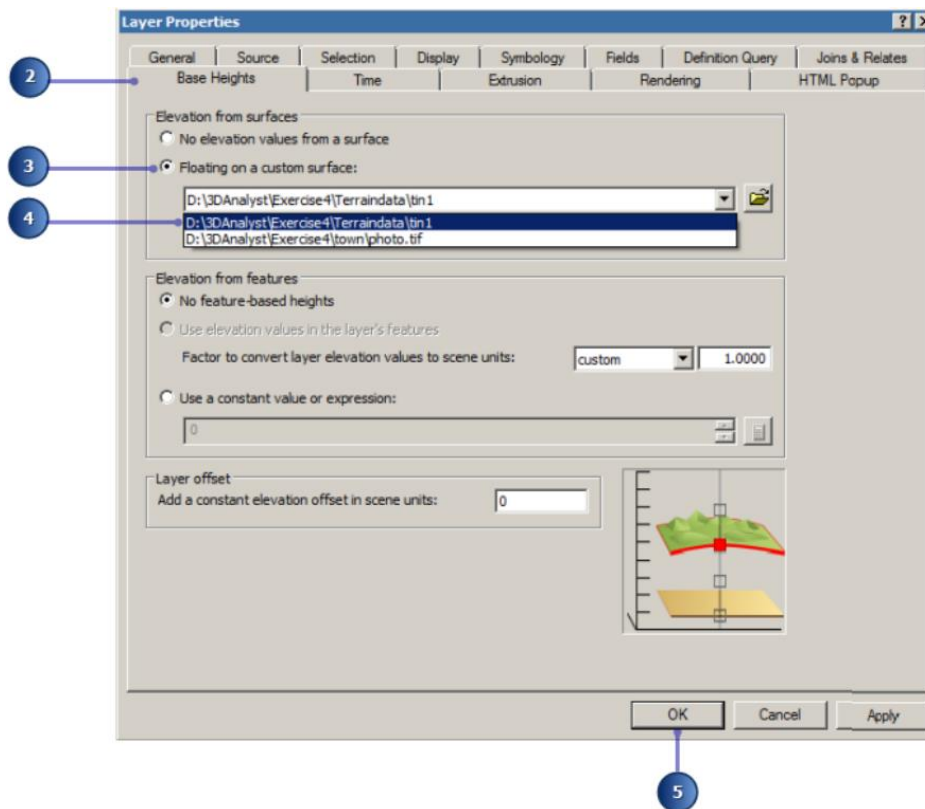 Layer Properties
General Source Selection Display Symbology Fields Definition Query Joins & Relates
2
Base Heights Time Extrusion Rendering HTML Popup
Elevation from surfaces
No elevation values from a surface
3
Floating on a custom surface:
D:\3DAnalyst\Exercise4\Terraindata\tin1
4
D:\3DAnalyst\Exercise4\Terraindata\tin1
D:\3DAnalyst\Exercise4\town\photo.tif
Elevation from features
No feature-based heights
Use elevation values in the layer's features
Factor to convert layer elevation values to scene units: custom 1.0000
Use a constant value or expression:
0
Layer offset
Add a constant elevation offset in scene units: 0
OK Cancel Apply
5